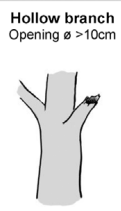 Hollow branch
Opening ø >10cm